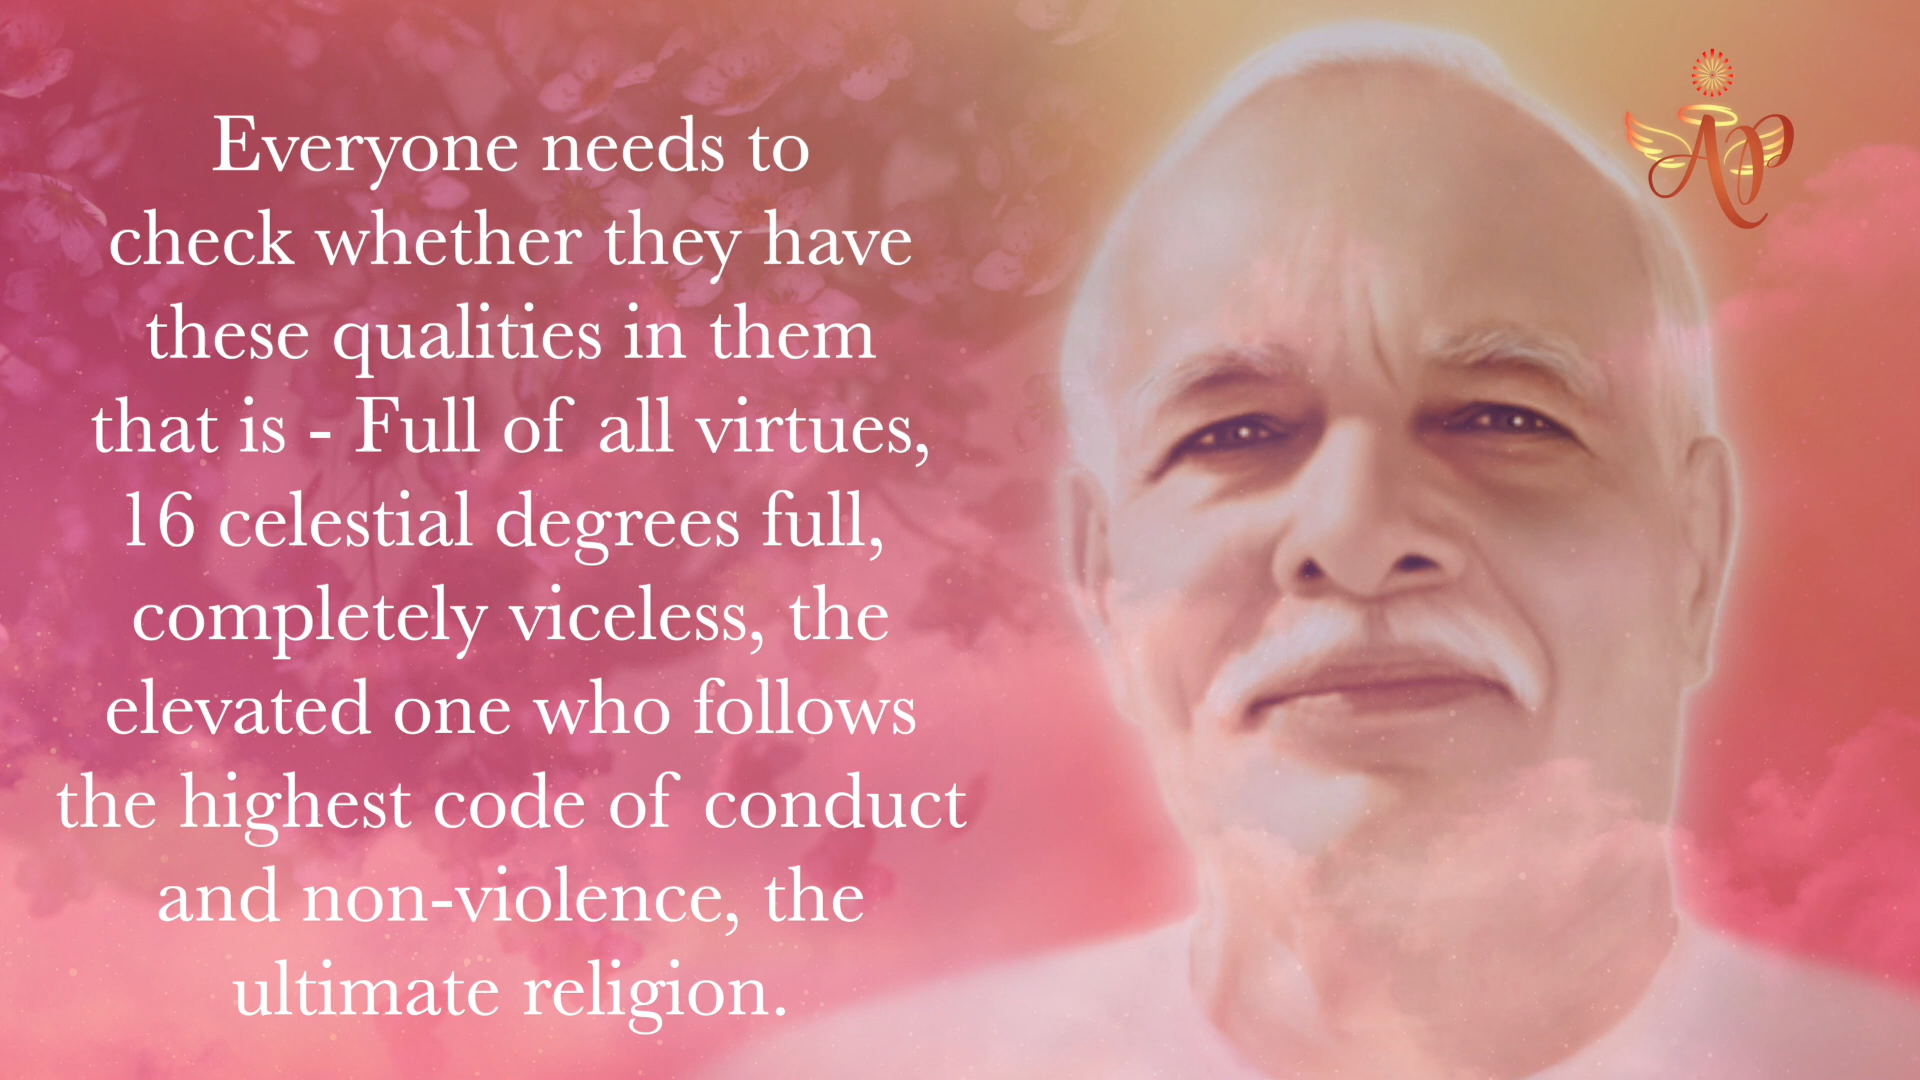 Everyone needs to
check whether they have
these qualities in them
that is - Full of all virtues,
16 celestial degrees full,
completely viceless, the
elevated one who follows
the highest code of conduct
and non-violence, the
ultimate religion.
AP